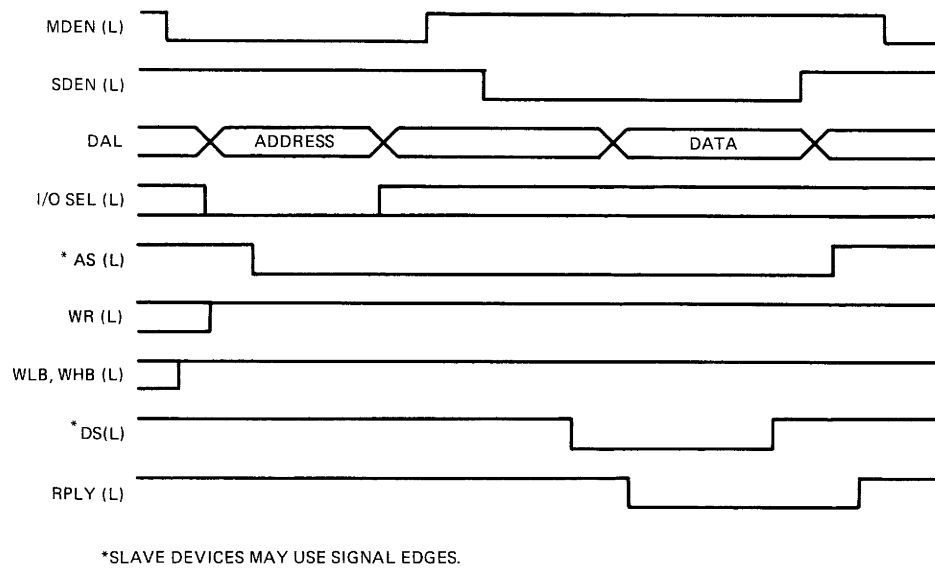 MDEN (L)
SDEN (L)
DAL ADDRESS DATA
I/O SEL (L)
* AS (L)
WR (L)
WLB, WHB (L)
*DS(L)
RPLY (L)
*SLAVE DEVICES MAY USE SIGNAL EDGES.